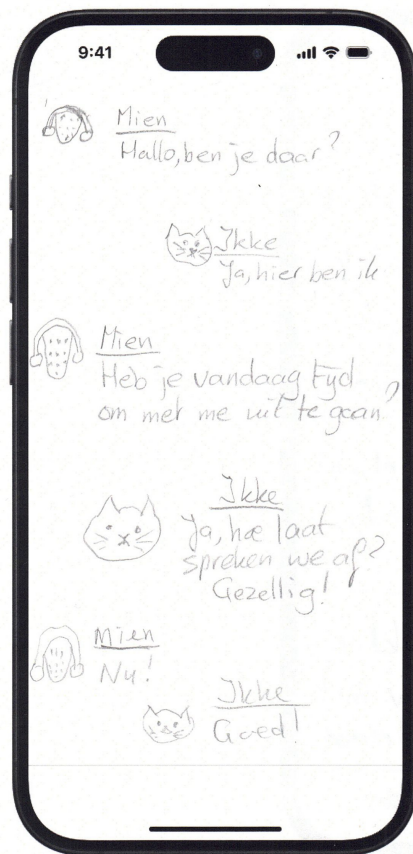 9:41
Mien
Hallo, ben je daar?
Ikke
Ja, hier ben ik
Mien
Heb je vandaag tyd
om met me uit te gaan?
Ikke
Ja, hoe laat
spreken we af?
Gezellig!
Mien
Nu!
Ikke
Goed!